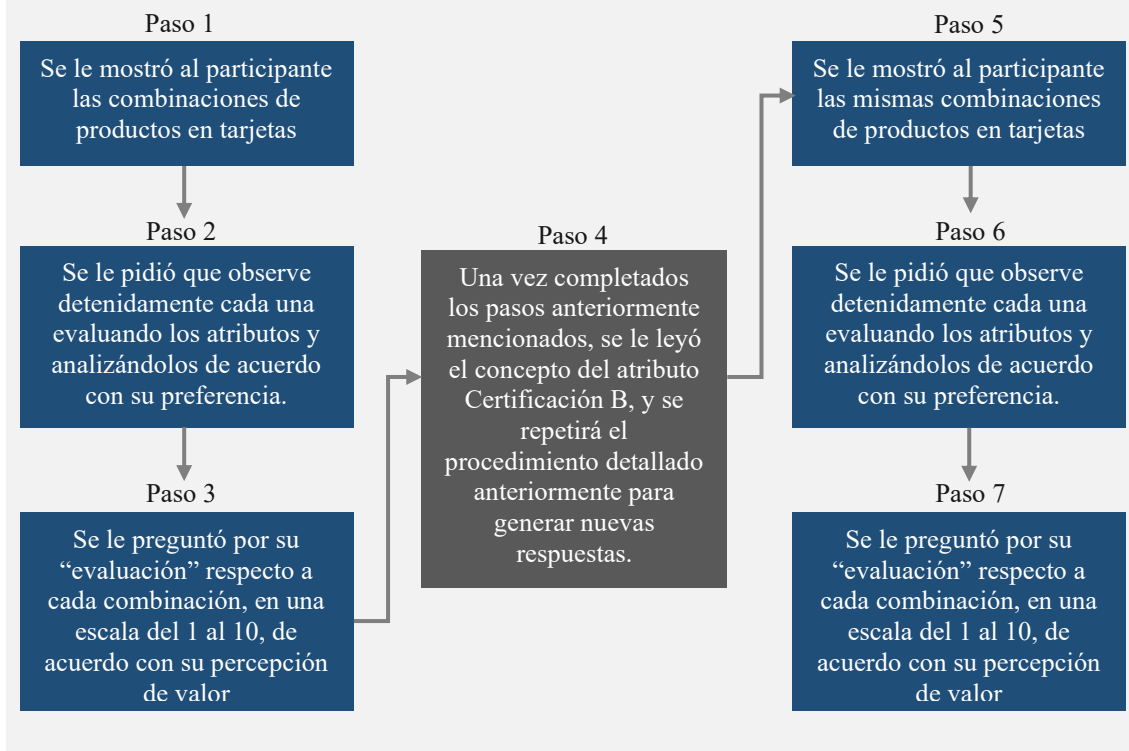 Paso 1
Se le mostró al participante
las combinaciones de
productos en tarjetas
Paso 2
Se le pidió que observe
detenidamente cada una
evaluando los atributos y
analizándolos de acuerdo
con su preferencia.
Paso 3
Se le preguntó por su
“evaluación” respecto a
cada combinación, en una
escala del 1 al 10, de
acuerdo con su percepción
de valor
Paso 4
Una vez completados
los pasos anteriormente
mencionados, se le leyó
el concepto del atributo
Certificación B, y se
repetirá el
procedimiento detallado
anteriormente para
generar nuevas
respuestas.
Paso 5
Se le mostró al participante
las mismas combinaciones
de productos en tarjetas
Paso 6
Se le pidió que observe
detenidamente cada una
evaluando los atributos y
analizándolos de acuerdo
con su preferencia.
Paso 7
Se le preguntó por su
“evaluación” respecto a
cada combinación, en una
escala del 1 al 10, de
acuerdo con su percepción
de valor